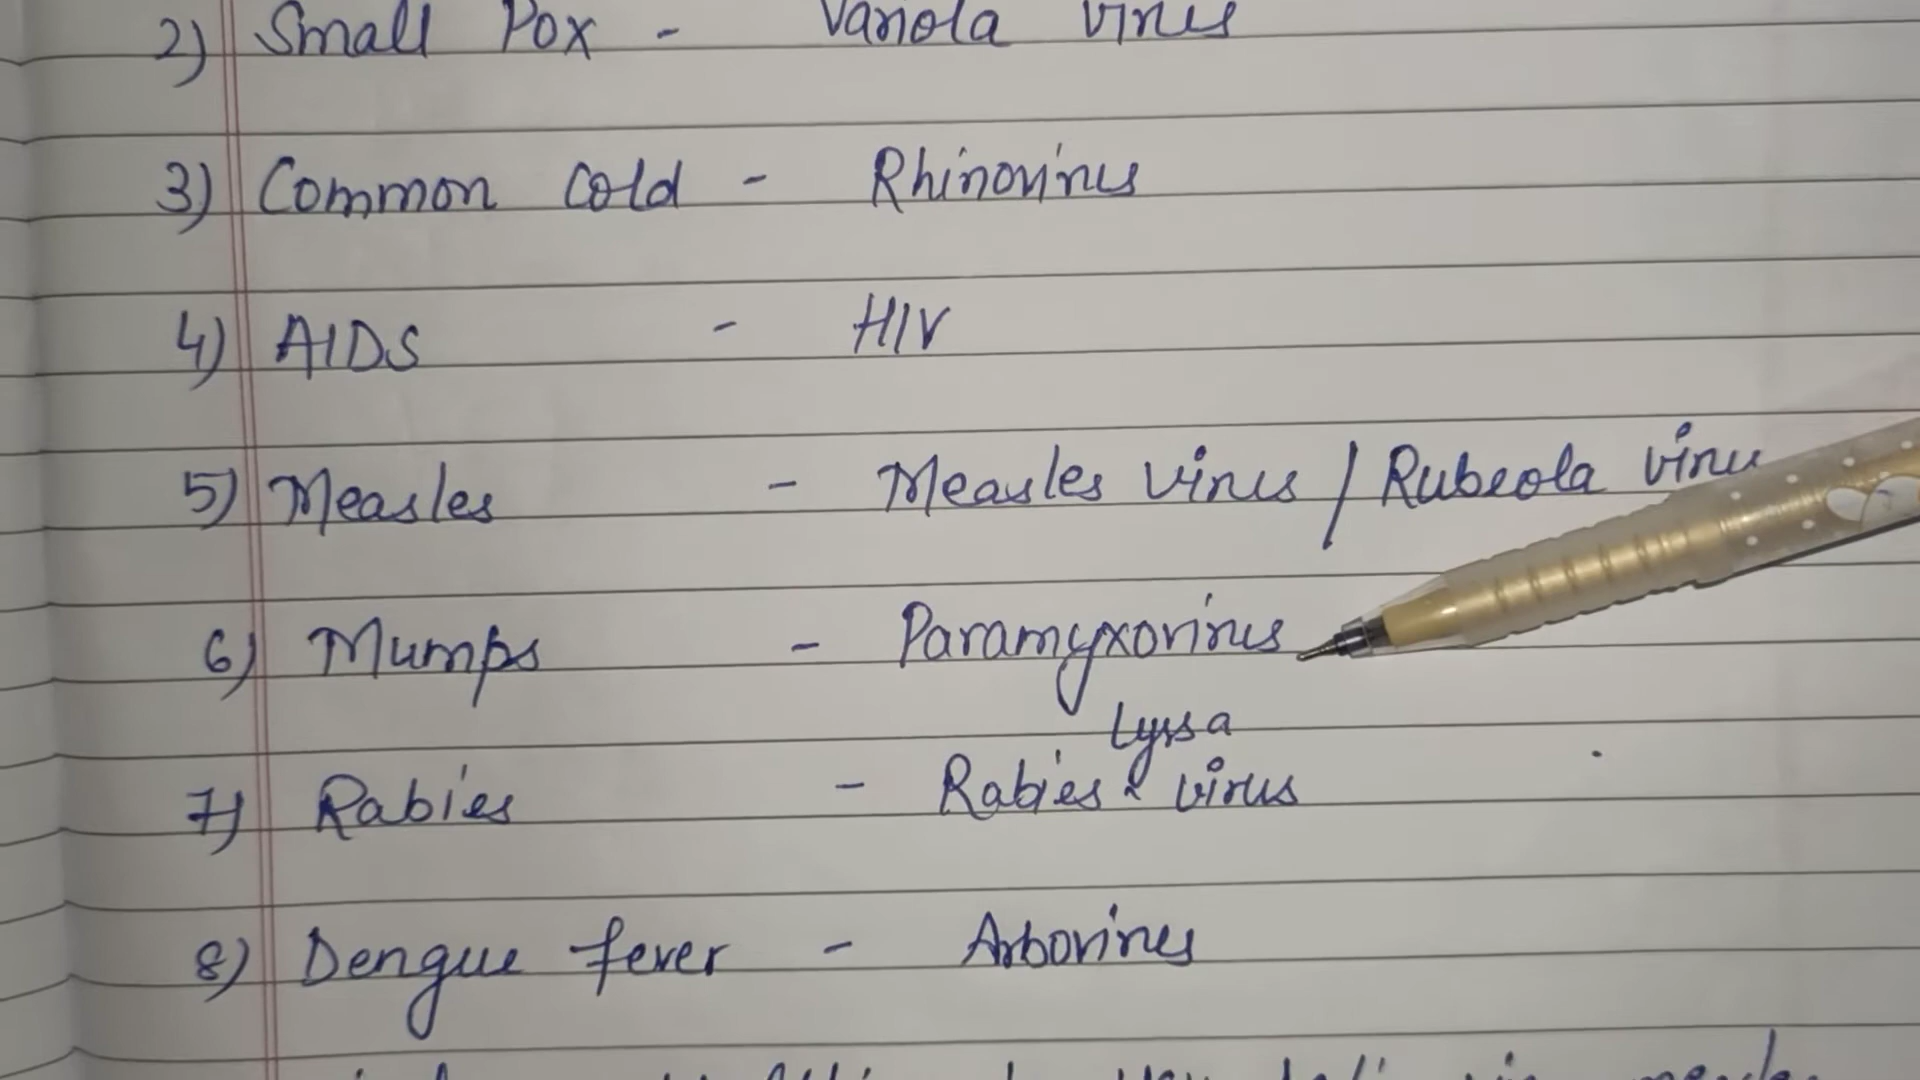 2) Small Pox - Variola virus
3) Common Cold - Rhinovirus
4) AIDS - HIV
5) Measles - Measles virus / Rubeola virus
6) Mumps - Paramyxovirus
Lyssa
7) Rabies - Rabies virus
8) Dengue fever - Arbovirus